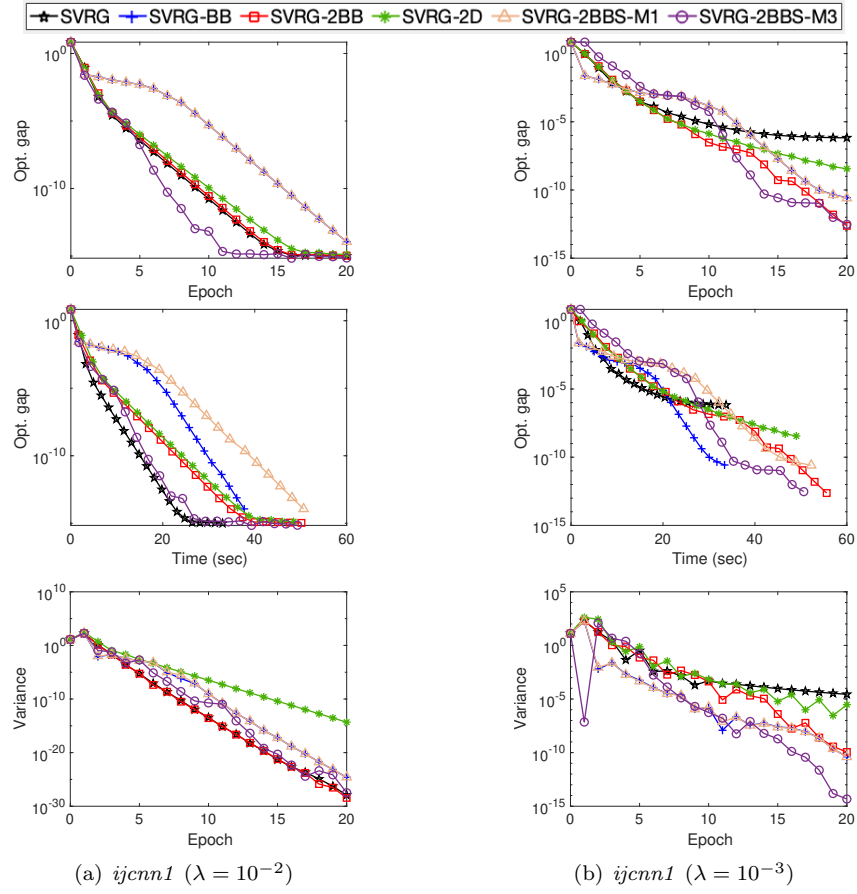 SVRG SVRG-BB SVRG-2BB SVRG-2D SVRG-2BBS-M1 SVRG-2BBS-M3
10^0
10^-10
Opt. gap
0 5 10 15 20
Epoch
10^0
10^-5
10^-10
10^-15
Opt. gap
0 5 10 15 20
Epoch
10^0
10^-10
Opt. gap
0 20 40 60
Time (sec)
10^0
10^-5
10^-10
10^-15
Opt. gap
0 20 40 60
Time (sec)
10^10
10^0
10^-10
10^-20
10^-30
Variance
0 5 10 15 20
Epoch
10^5
10^0
10^-5
10^-10
10^-15
Variance
0 5 10 15 20
Epoch
(a) ijcnn1 (λ = 10^-2)
(b) ijcnn1 (λ = 10^-3)